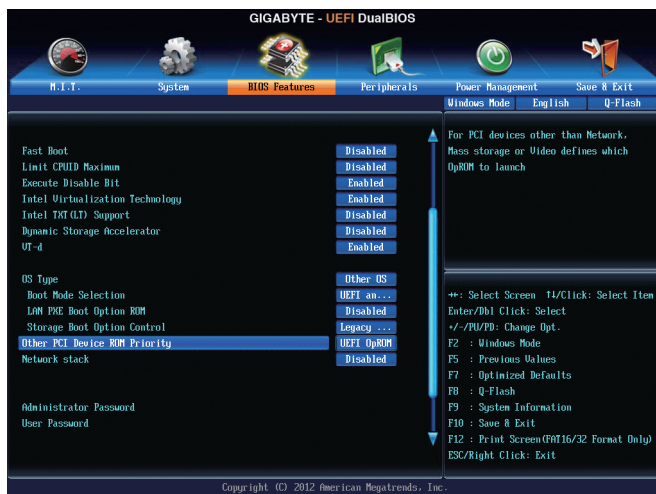 GIGABYTE - UEFI DualBIOS
M.I.T.
System
BIOS Features
Peripherals
Power Management
Save & Exit
Windows Mode
English
Q-Flash
Fast Boot Disabled
Limit CPUID Maximum Disabled
Execute Disable Bit Enabled
Intel Virtualization Technology Enabled
Intel TXT(LT) Support Disabled
Dynamic Storage Accelerator Disabled
VT-d Enabled
OS Type Other OS
Boot Mode Selection UEFI an...
LAN PXE Boot Option ROM Disabled
Storage Boot Option Control Legacy ...
Other PCI Device ROM Priority UEFI OpROM
Network stack Disabled
Administrator Password
User Password
For PCI devices other than Network,
Mass storage or Video defines which
OpROM to launch
→←: Select Screen ↑↓/Click: Select Item
Enter/Dbl Click: Select
+/-/PU/PD: Change Opt.
F2 : Windows Mode
F5 : Previous Values
F7 : Optimized Defaults
F8 : Q-Flash
F9 : System Information
F10 : Save & Exit
F12 : Print Screen(FAT16/32 Format Only)
ESC/Right Click: Exit
Copyright (C) 2012 American Megatrends, Inc.